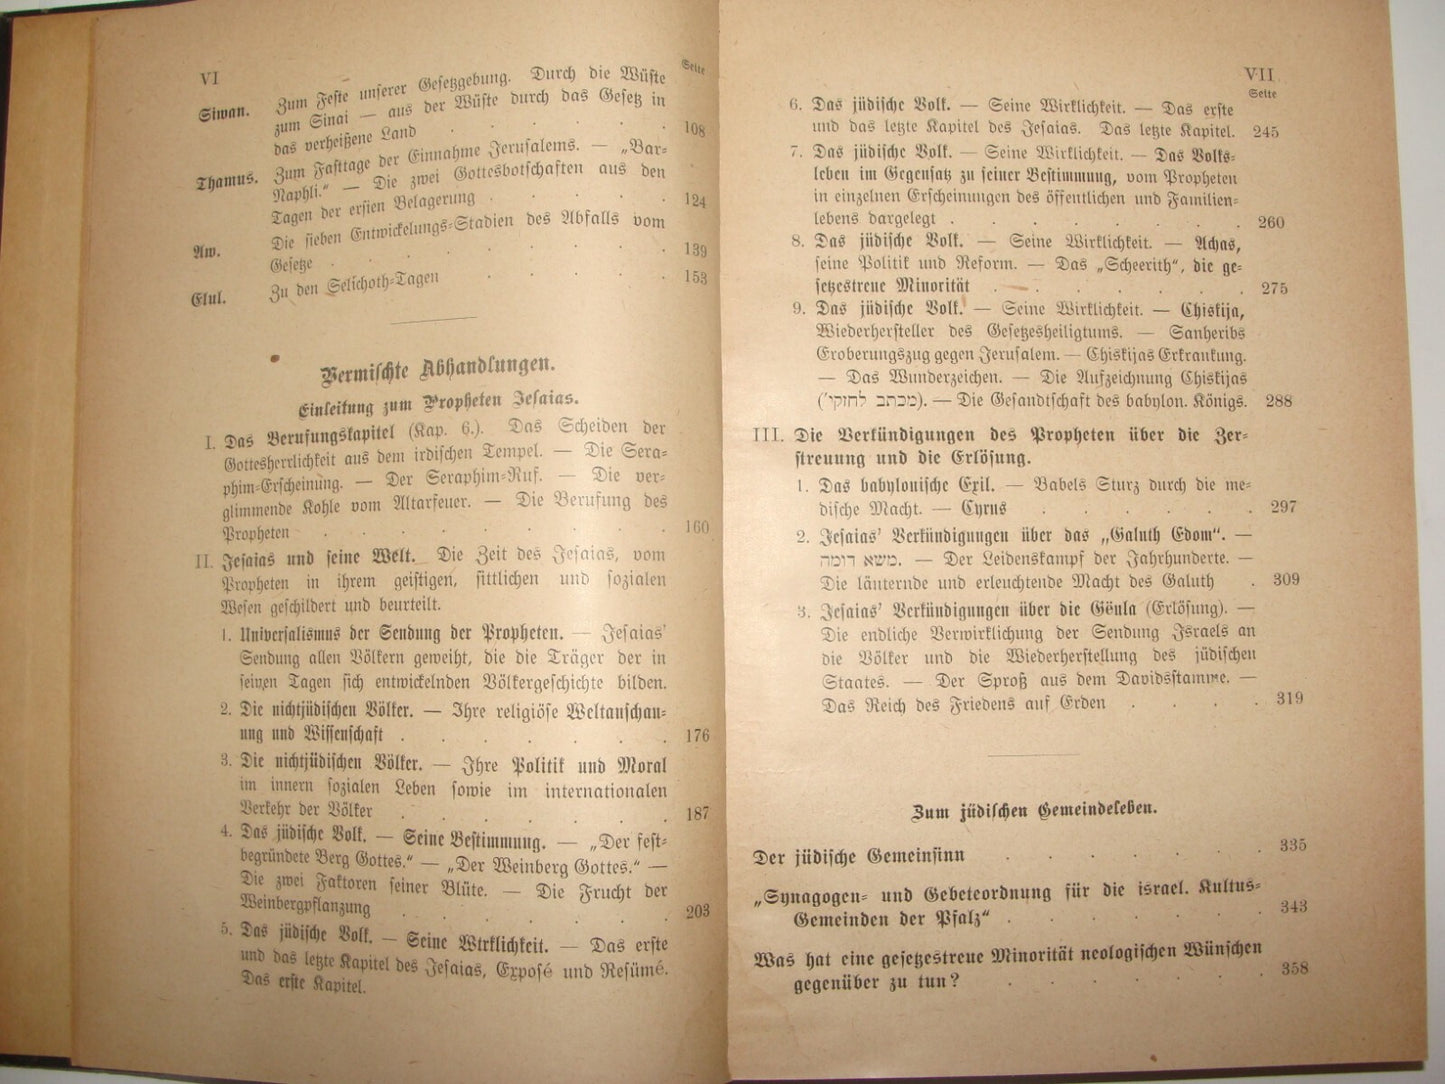 VI
Seite
Siwan. Zum Feste unserer Gesetzgebung. Durch die Wüste
zum Sinai — aus der Wüste durch das Gesetz in
das verheißene Land . . . . . . 108
Thamus. Zum Fasttage der Einnahme Jerusalems. — „Bar-
Naphli.“ — Die zwei Gottesbotschaften aus den
Tagen der ersten Belagerung . . . . . 124
Aw. Die sieben Entwickelungs-Stadien des Abfalls vom
Gesetze . . . . . . 139
Elul. Zu den Selichoth-Tagen . . . . . 153
Vermischte Abhandlungen.
Einleitung zum Propheten Jesaias.
I. Das Berufungskapitel (Kap. 6.). Das Scheiden der
Gottesherrlichkeit aus dem irdischen Tempel. — Die Sera-
phim-Erscheinung. — Der Seraphim-Ruf. — Die ver-
glimmende Kohle vom Altarfeuer. — Die Berufung des
Propheten . . . . . . . . 160
II. Jesaias und seine Welt. Die Zeit des Jesaias, vom
Propheten in ihrem geistigen, sittlichen und sozialen
Wesen geschildert und beurteilt.
1. Universalismus der Sendung der Propheten. — Jesaias'
Sendung allen Völkern geweiht, die die Träger der in
seinen Tagen sich entwickelnden Völkergeschichte bilden.
2. Die nichtjüdischen Völker. — Ihre religiöse Weltanschau-
ung und Wissenschaft . . . . . . . 176
3. Die nichtjüdischen Völker. — Ihre Politik und Moral
im innern sozialen Leben sowie im internationalen
Verkehr der Völker . . . . . . . 187
4. Das jüdische Volk. — Seine Bestimmung. — „Der fest-
begründete Berg Gottes.“ — „Der Weinberg Gottes.“ —
Die zwei Faktoren seiner Blüte. — Die Frucht der
Weinbergpflanzung . . . . . . . 203
5. Das jüdische Volk. — Seine Wirklichkeit. — Das erste
und das letzte Kapitel des Jesaias, Exposé und Resümé.
Das erste Kapitel.
VII
Seite
6. Das jüdische Volk. — Seine Wirklichkeit. — Das erste
und das letzte Kapitel des Jesaias. Das letzte Kapitel. 245
7. Das jüdische Volk. — Seine Wirklichkeit. — Das Volks-
leben im Gegensatz zu seiner Bestimmung, vom Propheten
in einzelnen Erscheinungen des öffentlichen und Familien-
lebens dargelegt . . . . . . . . 260
8. Das jüdische Volk. — Seine Wirklichkeit. — Achas,
seine Politik und Reform. — Das „Scheerith“, die ge-
setzestreue Minorität . . . . . . . 275
9. Das jüdische Volk. — Seine Wirklichkeit. — Chiskija,
Wiederhersteller des Gesetzesheiligtums. — Sanheribs
Eroberungszug gegen Jerusalem. — Chiskijas Erkrankung.
— Das Wunderzeichen. — Die Aufzeichnung Chiskijas
(מכתב לחזקי'). — Die Gesandtschaft des babylon. Königs. 288
III. Die Verkündigungen des Propheten über die Zer-
streuung und die Erlösung.
1. Das babylonische Exil. — Babels Sturz durch die me-
dische Macht. — Cyrus . . . . . . 297
2. Jesaias' Verkündigungen über das „Galuth Edom“. —
משא דומה. — Der Leidenskampf der Jahrhunderte. —
Die läuternde und erleuchtende Macht des Galuth . 309
3. Jesaias' Verkündigungen über die Gëula (Erlösung). —
Die endliche Verwirklichung der Sendung Israels an
die Völker und die Wiederherstellung des jüdischen
Staates. — Der Sproß aus dem Davidsstamme. —
Das Reich des Friedens auf Erden . . . . 319
Zum jüdischen Gemeindeleben.
Der jüdische Gemeinsinn . . . . . . . 335
„Synagogen- und Gebeteordnung für die israel. Kultus-
Gemeinden der Pfalz“ . . . . . . . 343
Was hat eine gesetzestreue Minorität neologischen Wünschen
gegenüber zu tun? . . . . . . . 358